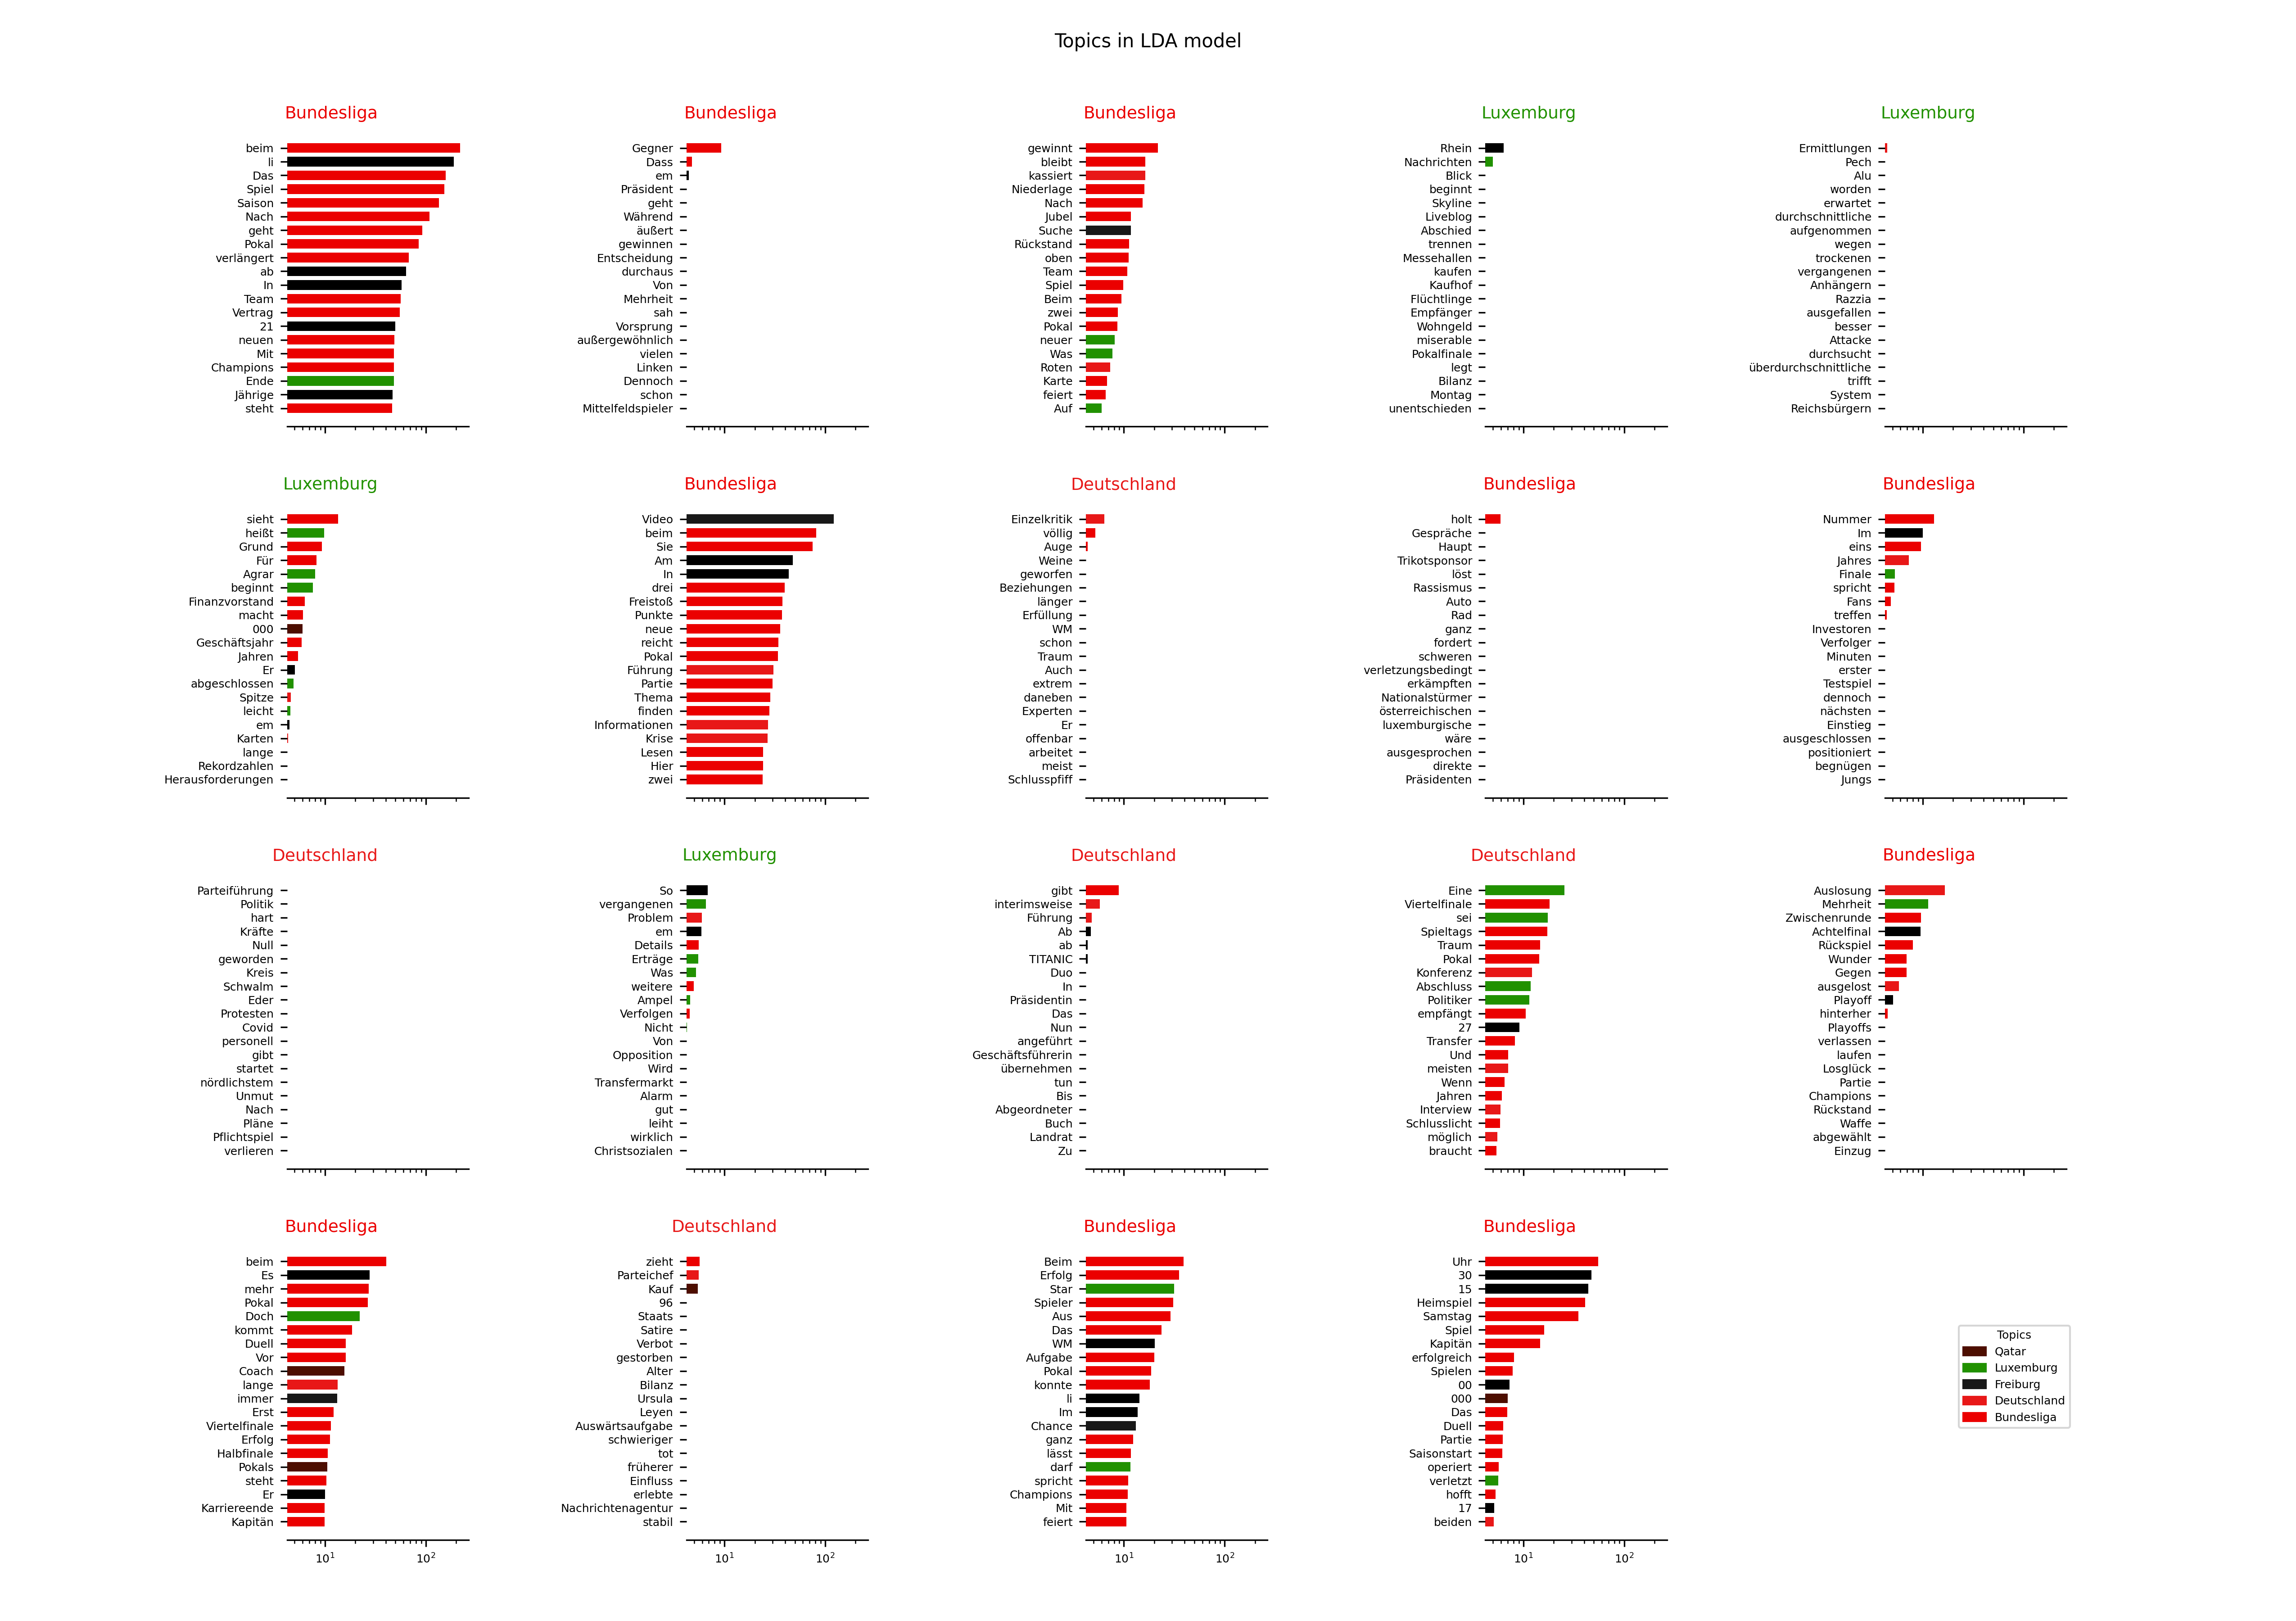 Topics in LDA model
Bundesliga
beim
li
Das
Spiel
Saison
Nach
geht
Pokal
verlängert
ab
In
Team
Vertrag
21
neuen
Mit
Champions
Ende
Jährige
steht
Bundesliga
Gegner
Dass
em
Präsident
geht
Während
äußert
gewinnen
Entscheidung
durchaus
Von
Mehrheit
sah
Vorsprung
außergewöhnlich
vielen
Linken
Dennoch
schon
Mittelfeldspieler
Bundesliga
gewinnt
bleibt
kassiert
Niederlage
Nach
Jubel
Suche
Rückstand
oben
Team
Spiel
Beim
zwei
Pokal
neuer
Was
Roten
Karte
feiert
Auf
Luxemburg
Rhein
Nachrichten
Blick
beginnt
Skyline
Liveblog
Abschied
trennen
Messehallen
kaufen
Kaufhof
Flüchtlinge
Empfänger
Wohngeld
miserable
Pokalfinale
legt
Bilanz
Montag
unentschieden
Luxemburg
Ermittlungen
Pech
Alu
worden
erwartet
durchschnittliche
aufgenommen
wegen
trockenen
vergangenen
Anhängern
Razzia
ausgefallen
besser
Attacke
durchsucht
überdurchschnittliche
trifft
System
Reichsbürgern
Luxemburg
sieht
heißt
Grund
Für
Agrar
beginnt
Finanzvorstand
macht
000
Geschäftsjahr
Jahren
Er
abgeschlossen
Spitze
leicht
em
Karten
lange
Rekordzahlen
Herausforderungen
Bundesliga
Video
beim
Sie
Am
In
drei
Freistoß
Punkte
neue
reicht
Pokal
Führung
Partie
Thema
finden
Informationen
Krise
Lesen
Hier
zwei
Deutschland
Einzelkritik
völlig
Auge
Weine
geworfen
Beziehungen
länger
Erfüllung
WM
schon
Traum
Auch
extrem
daneben
Experten
Er
offenbar
arbeitet
meist
Schlusspfiff
Bundesliga
holt
Gespräche
Haupt
Trikotsponsor
löst
Rassismus
Auto
Rad
ganz
fordert
schweren
verletzungsbedingt
erkämpften
Nationalstürmer
österreichischen
luxemburgische
wäre
ausgesprochen
direkte
Präsidenten
Bundesliga
Nummer
Im
eins
Jahres
Finale
spricht
Fans
treffen
Investoren
Verfolger
Minuten
erster
Testspiel
dennoch
nächsten
Einstieg
ausgeschlossen
positioniert
begnügen
Jungs
Deutschland
Parteiführung
Politik
hart
Kräfte
Null
geworden
Kreis
Schwalm
Eder
Protesten
Covid
personell
gibt
startet
nördlichstem
Unmut
Nach
Pläne
Pflichtspiel
verlieren
Luxemburg
So
vergangenen
Problem
em
Details
Erträge
Was
weitere
Ampel
Verfolgen
Nicht
Von
Opposition
Wird
Transfermarkt
Alarm
gut
leiht
wirklich
Christsozialen
Deutschland
gibt
interimsweise
Führung
Ab
ab
TITANIC
Duo
In
Präsidentin
Das
Nun
angeführt
Geschäftsführerin
übernehmen
tun
Bis
Abgeordneter
Buch
Landrat
Zu
Deutschland
Eine
Viertelfinale
sei
Spieltags
Traum
Pokal
Konferenz
Abschluss
Politiker
empfängt
27
Transfer
Und
meisten
Wenn
Jahren
Interview
Schlusslicht
möglich
braucht
Bundesliga
Auslosung
Mehrheit
Zwischenrunde
Achtelfinal
Rückspiel
Wunder
Gegen
ausgelost
Playoff
hinterher
Playoffs
verlassen
laufen
Losglück
Partie
Champions
Rückstand
Waffe
abgewählt
Einzug
Bundesliga
beim
Es
mehr
Pokal
Doch
kommt
Duell
Vor
Coach
lange
immer
Erst
Viertelfinale
Erfolg
Halbfinale
Pokals
steht
Er
Karriereende
Kapitän
10¹ 10²
Deutschland
zieht
Parteichef
Kauf
96
Staats
Satire
Verbot
gestorben
Alter
Bilanz
Ursula
Leyen
Auswärtsaufgabe
schwieriger
tot
früherer
Einfluss
erlebte
Nachrichtenagentur
stabil
10¹ 10²
Bundesliga
Beim
Erfolg
Star
Spieler
Aus
Das
WM
Aufgabe
Pokal
konnte
li
Im
Chance
ganz
lässt
darf
spricht
Champions
Mit
feiert
10¹ 10²
Bundesliga
Uhr
30
15
Heimspiel
Samstag
Spiel
Kapitän
erfolgreich
Spielen
00
000
Das
Duell
Partie
Saisonstart
operiert
verletzt
hofft
17
beiden
10¹ 10²
Topics
Qatar
Luxemburg
Freiburg
Deutschland
Bundesliga